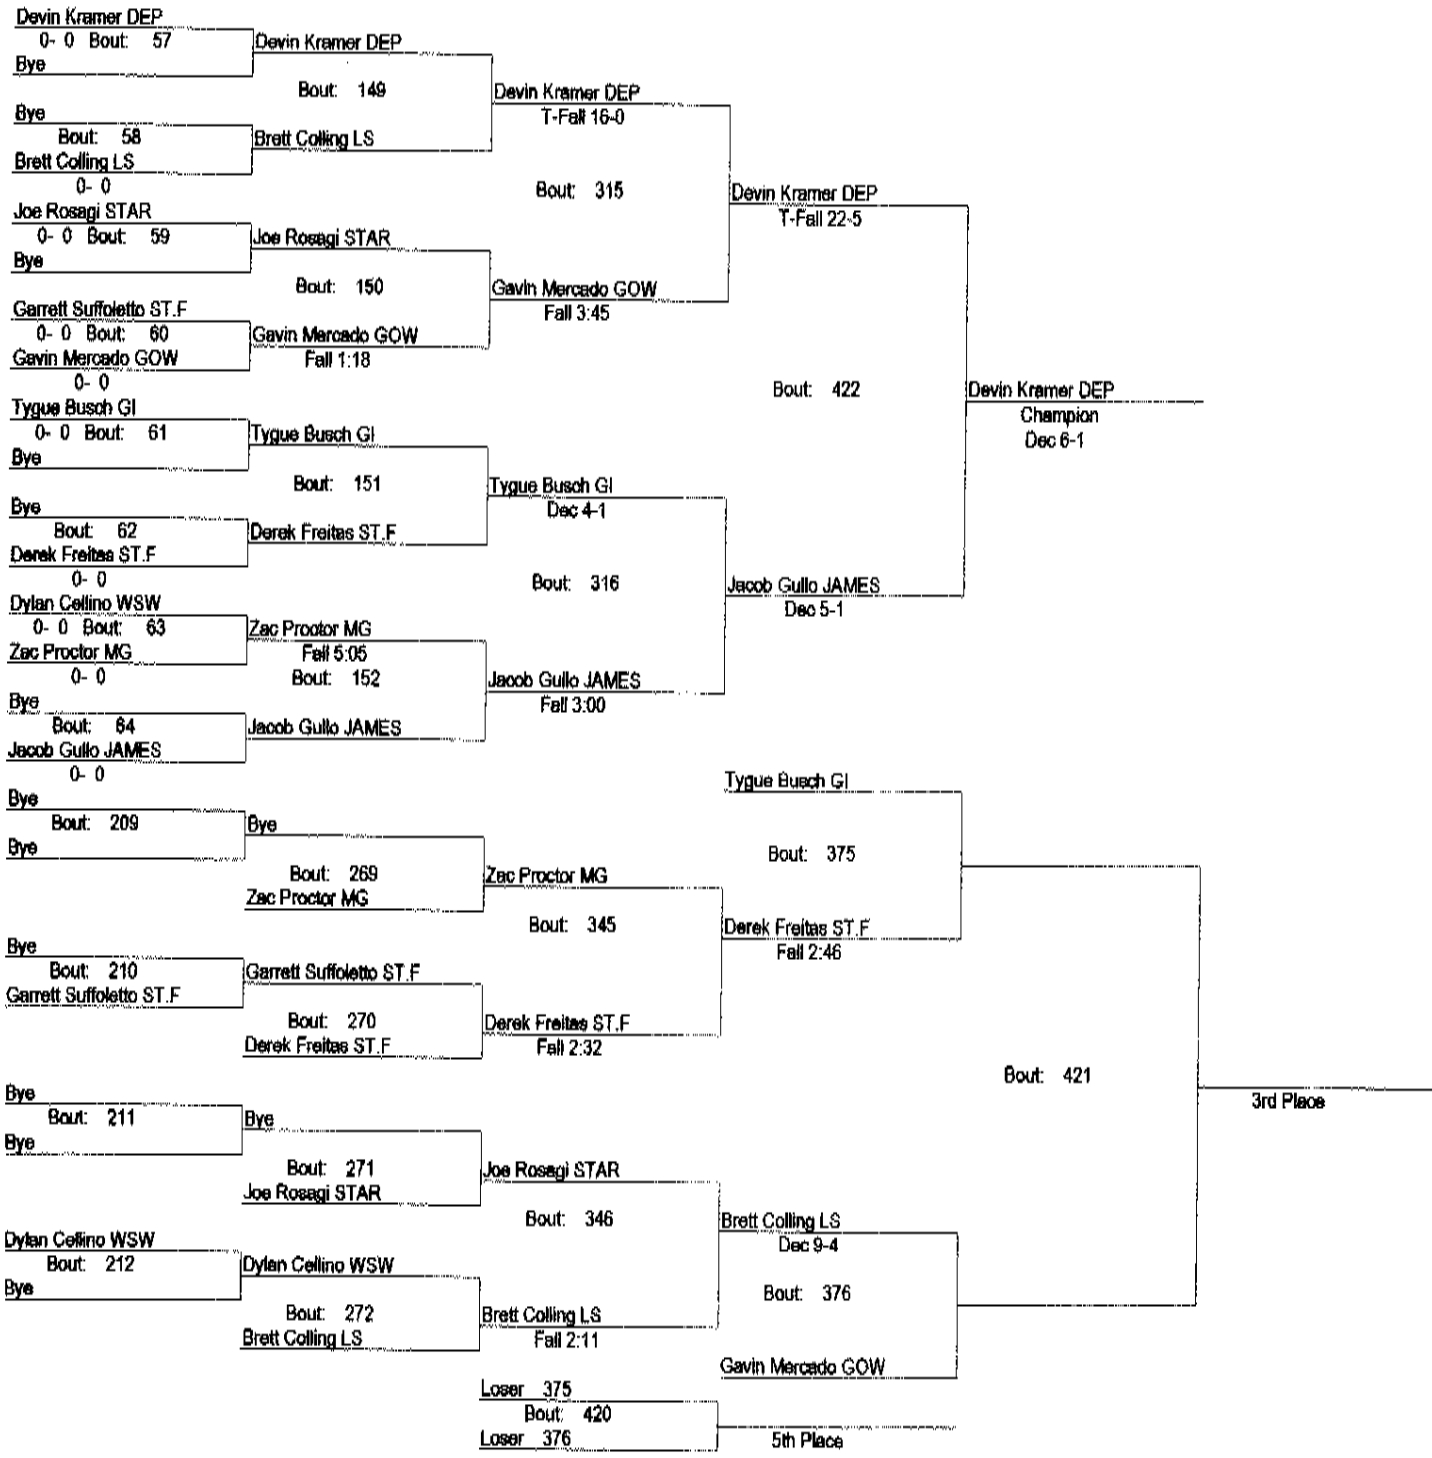 Devin Kramer DEP
0- 0 Bout: 57
Bye
Devin Kramer DEP
Bout: 149
Bye
Bout: 58
Brett Colling LS
0- 0
Brett Colling LS
Devin Kramer DEP
T-Fall 16-0
Bout: 315
Joe Rosagi STAR
0- 0 Bout: 59
Bye
Joe Rosagi STAR
Bout: 150
Garrett Suffoletto ST.F
0- 0 Bout: 60
Gavin Mercado GOW
0- 0
Gavin Mercado GOW
Fall 1:18
Gavin Mercado GOW
Fall 3:45
Devin Kramer DEP
T-Fall 22-5
Bout: 422
Devin Kramer DEP
Champion
Dec 6-1
Tygue Busch GI
0- 0 Bout: 61
Bye
Tygue Busch GI
Bout: 151
Bye
Bout: 62
Derek Freitas ST.F
0- 0
Derek Freitas ST.F
Tygue Busch GI
Dec 4-1
Bout: 316
Dylan Cellino WSW
0- 0 Bout: 63
Zac Proctor MG
0- 0
Zac Proctor MG
Fall 5:05
Bout: 152
Bye
Bout: 64
Jacob Gullo JAMES
0- 0
Jacob Gullo JAMES
Jacob Gullo JAMES
Fall 3:00
Jacob Gullo JAMES
Dec 5-1
Bye
Bout: 209
Bye
Bye
Bout: 269
Zac Proctor MG
Zac Proctor MG
Bout: 345
Bye
Bout: 210
Garrett Suffoletto ST.F
Garrett Suffoletto ST.F
Bout: 270
Derek Freitas ST.F
Derek Freitas ST.F
Fall 2:32
Tygue Busch GI
Bout: 375
Derek Freitas ST.F
Fall 2:46
Bout: 421
3rd Place
Bye
Bout: 211
Bye
Bye
Bout: 271
Joe Rosagi STAR
Joe Rosagi STAR
Bout: 346
Dylan Cellino WSW
Bout: 212
Bye
Dylan Cellino WSW
Bout: 272
Brett Colling LS
Brett Colling LS
Fall 2:11
Brett Colling LS
Dec 9-4
Bout: 376
Gavin Mercado GOW
Loser 375
Bout: 420
Loser 376
5th Place